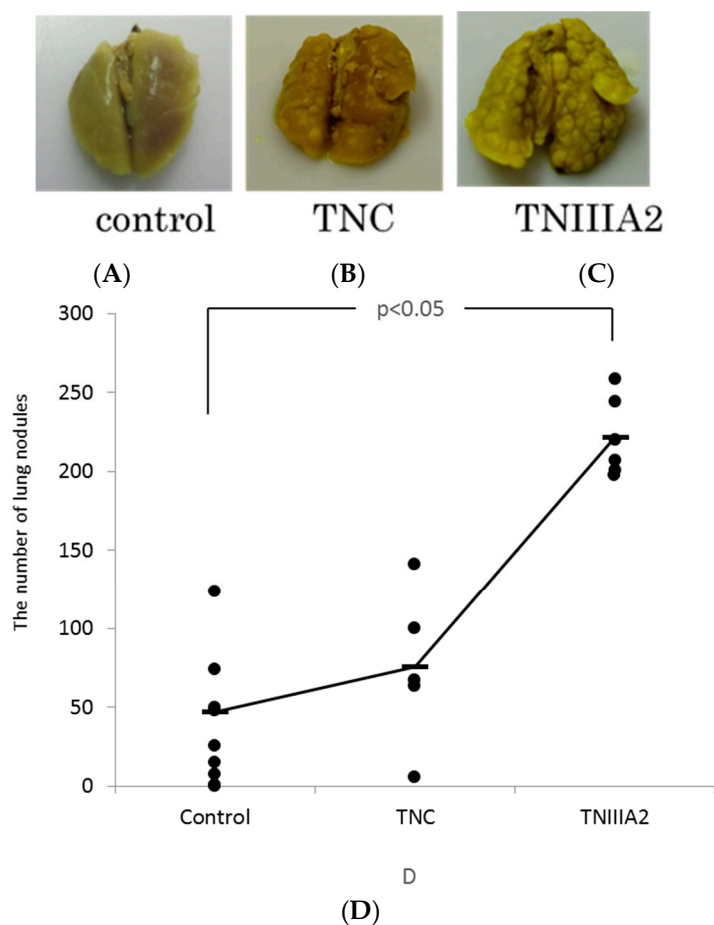 control TNC TNIIIA2
(A) (B) (C)
300
p<0.05
250
200
150
100
50
0
The number of lung nodules
Control TNC TNIIIA2
D
(D)